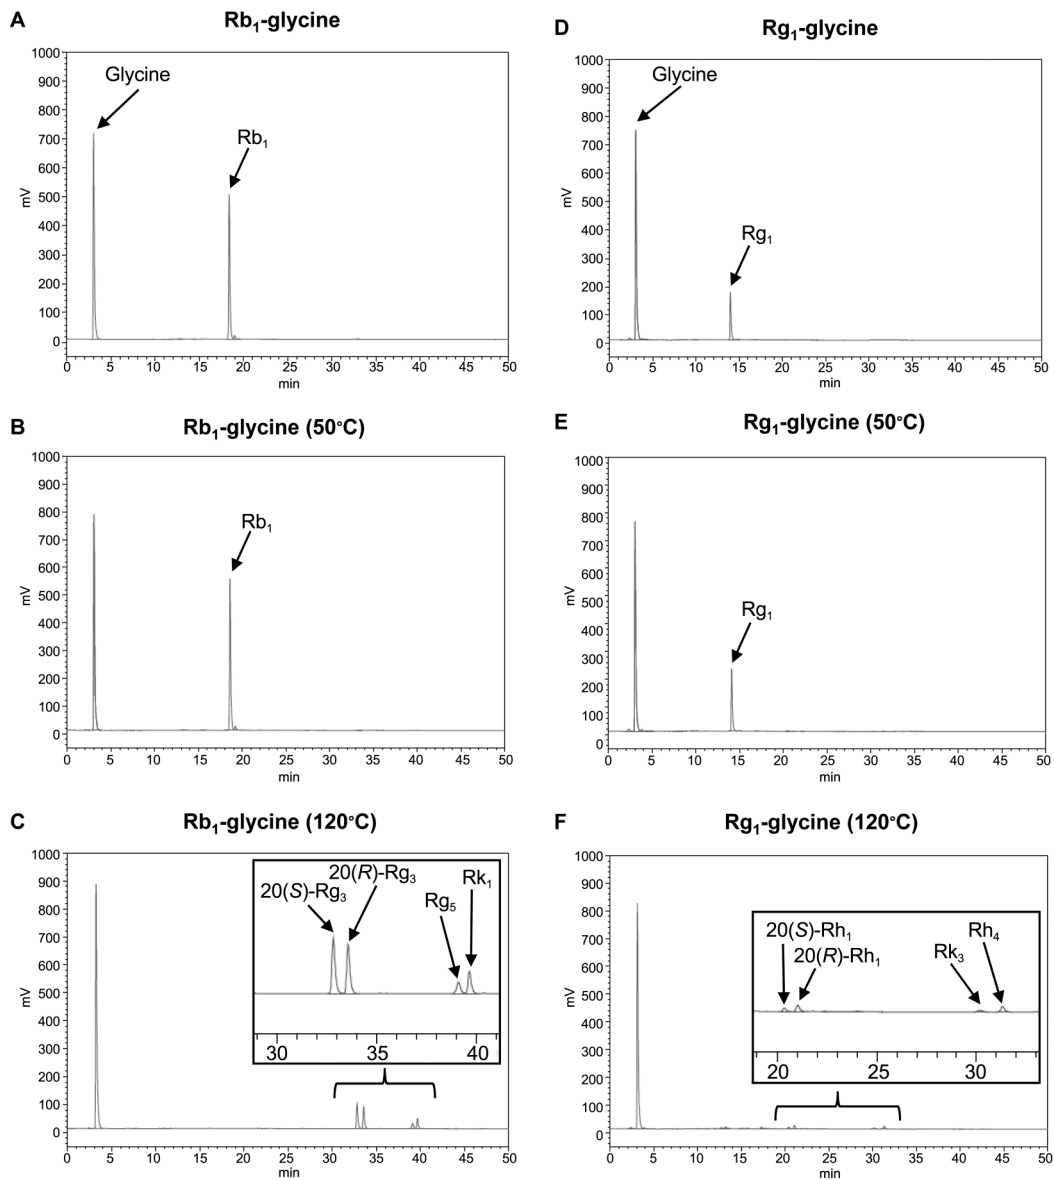 A
Rb₁-glycine
1000
900
800
700
600
500
400
300
200
100
0
mV
Glycine
Rb₁
0 5 10 15 20 25 30 35 40 45 50
min
D
Rg₁-glycine
1000
900
800
700
600
500
400
300
200
100
0
mV
Glycine
Rg₁
0 5 10 15 20 25 30 35 40 45 50
min
B
Rb₁-glycine (50°C)
1000
900
800
700
600
500
400
300
200
100
0
mV
Rb₁
0 5 10 15 20 25 30 35 40 45 50
min
E
Rg₁-glycine (50°C)
1000
900
800
700
600
500
400
300
200
100
0
mV
Rg₁
0 5 10 15 20 25 30 35 40 45 50
min
C
Rb₁-glycine (120°C)
1000
900
800
700
600
500
400
300
200
100
0
mV
20(R)-Rg₃
20(S)-Rg₃
Rk₁
Rg₅
30 35 40
0 5 10 15 20 25 30 35 40 45 50
min
F
Rg₁-glycine (120°C)
1000
900
800
700
600
500
400
300
200
100
0
mV
20(S)-Rh₁
20(R)-Rh₁
Rk₃
Rh₄
20 25 30
0 5 10 15 20 25 30 35 40 45 50
min